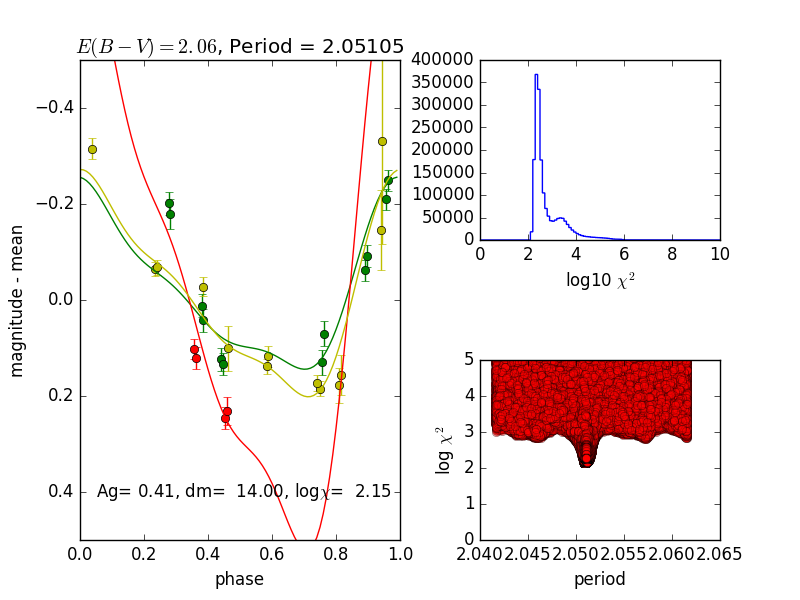 E(B−V)=2.06, Period = 2.05105
−0.4
−0.2
0.0
0.2
0.4
magnitude - mean
Ag= 0.41, dm= 14.00, logχ= 2.15
0.0 0.2 0.4 0.6 0.8 1.0
phase
400000
350000
300000
250000
200000
150000
100000
50000
0
0 2 4 6 8 10
log10 χ²
5
4
3
2
1
0
log χ²
2.040 2.045 2.050 2.055 2.060 2.065
period